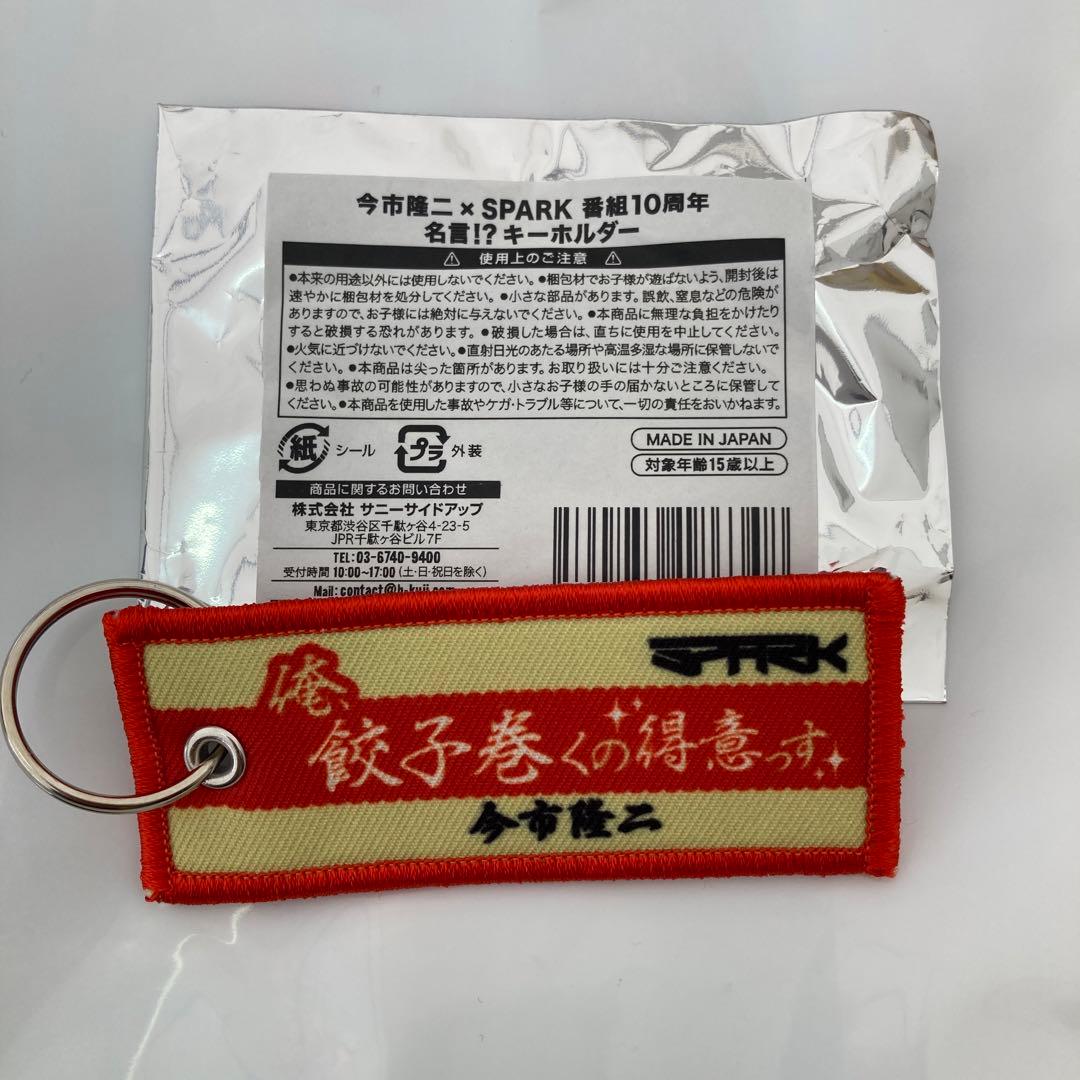 今市隆二×SPARK 番組10周年
名言!?キーホルダー
⚠ 使用上のご注意 ⚠
●本来の用途以外には使用しないでください。●梱包材でお子様が遊ばないよう、開封後は
速やかに梱包材を処分してください。●小さな部品があります。誤飲、窒息などの危険が
ありますので、お子様には絶対に与えないでください。●本商品に無理な負担をかけたり
すると破損する恐れがあります。●破損した場合は、直ちに使用を中止してください。
●火気に近づけないでください。●直射日光のあたる場所や高温多湿な場所に保管しないで
ください。●本商品は尖った箇所があります。お取り扱いには十分ご注意ください。
●思わぬ事故の可能性がありますので、小さなお子様の手の届かないところに保管して
ください。●本商品を使用した事故やケガ・トラブル等について、一切の責任をおいかねます。
紙 シール プラ 外装
MADE IN JAPAN
対象年齢15歳以上
商品に関するお問い合わせ
株式会社 サニーサイドアップ
東京都渋谷区千駄ヶ谷4-23-5
JPR千駄ヶ谷ビル7F
TEL:03-6740-9400
受付時間 10:00~17:00(土・日・祝日を除く)
Mail:contact@h-kuji.com
SPARK
俺、
餃子巻くの得意っす。
今市隆二